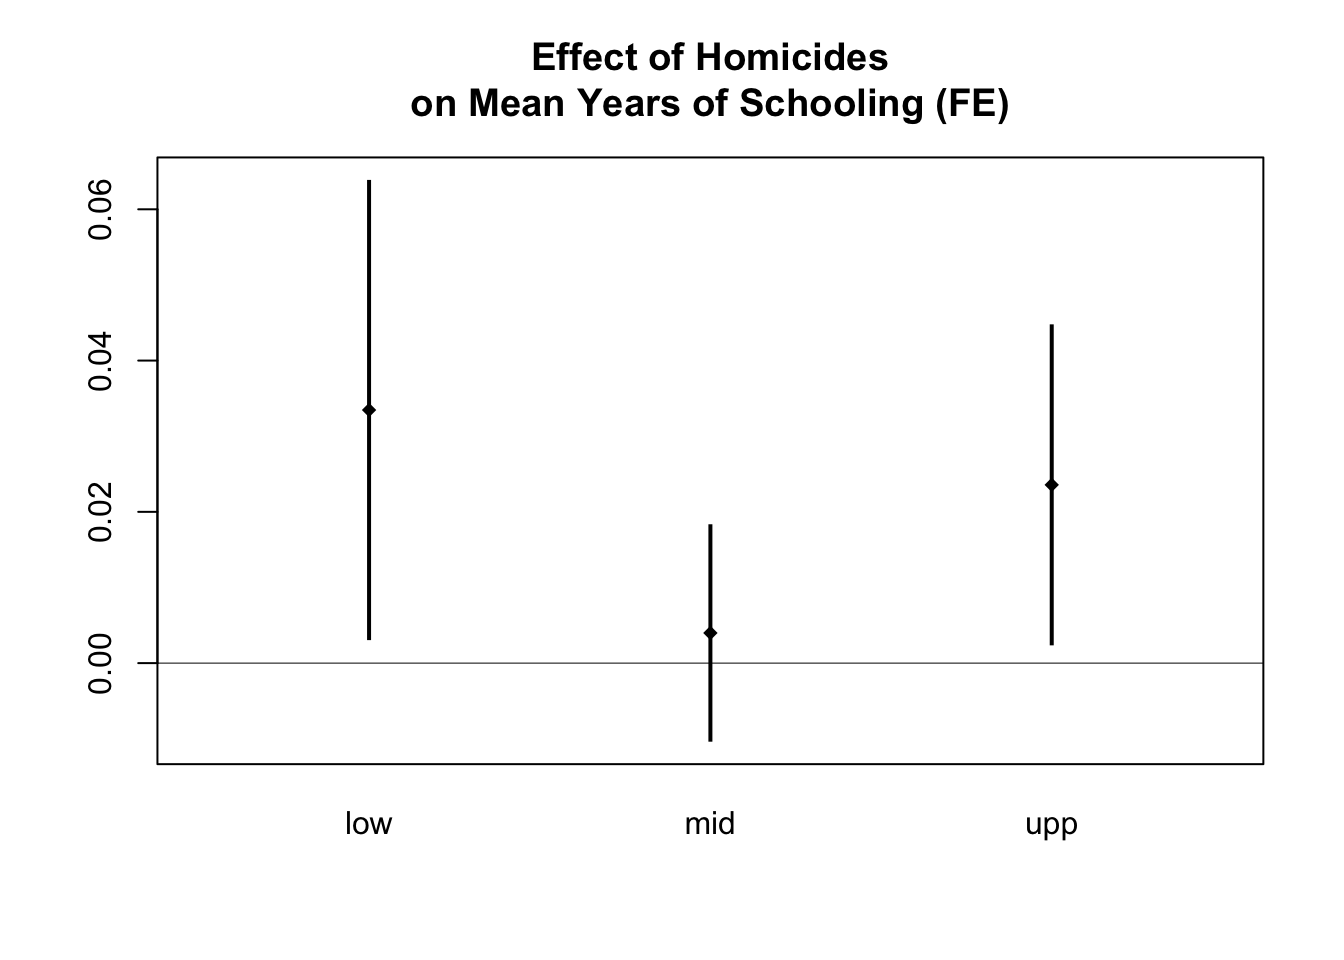 Effect of Homicides
on Mean Years of Schooling (FE)
0.06
0.04
0.02
0.00
low mid upp